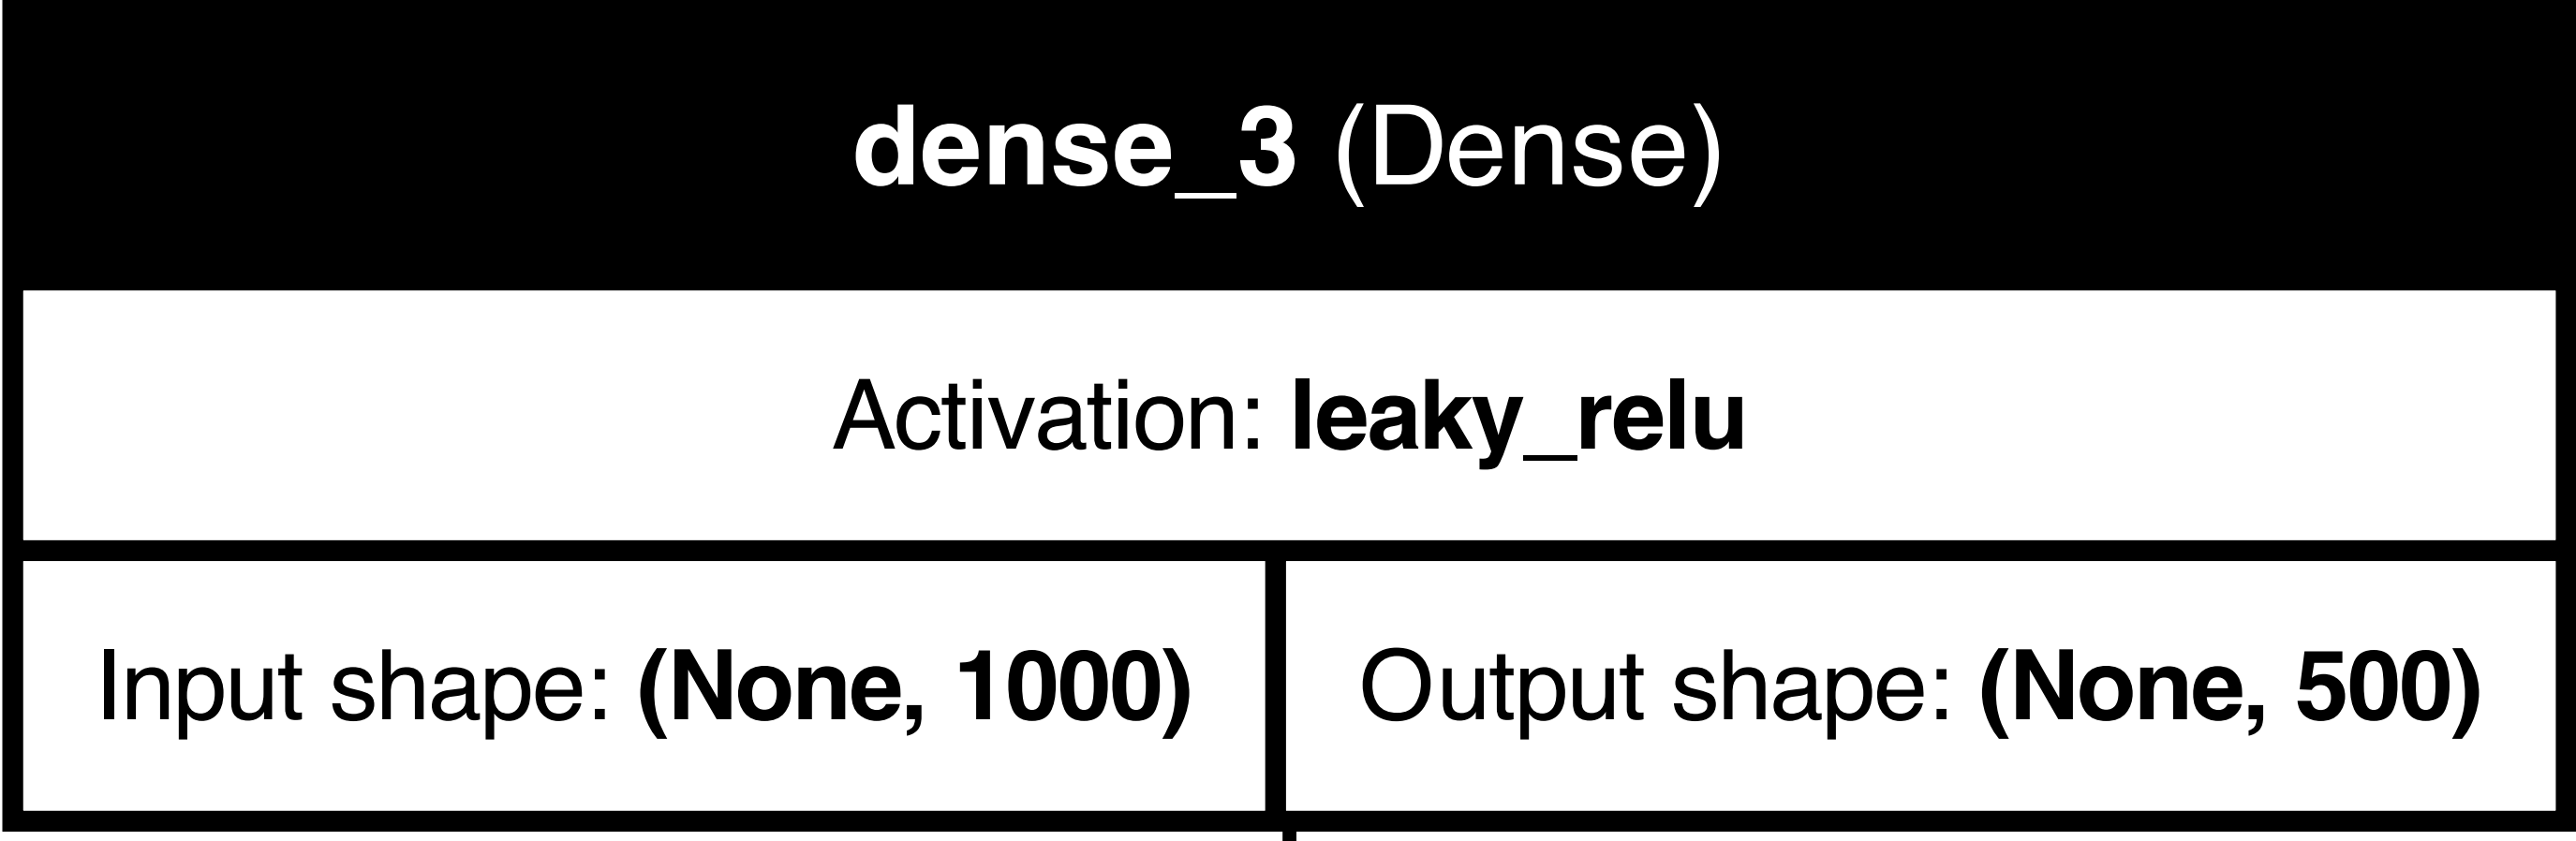 dense_3 (Dense)
Activation: leaky_relu
Input shape: (None, 1000)
Output shape: (None, 500)